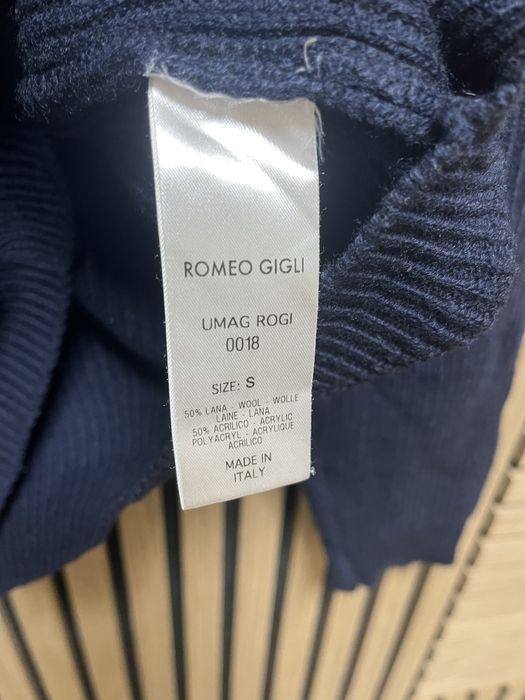 ROMEO GIGLI
UMAG ROGI
0018
SIZE: S
50% LANA - WOOL - WOLLE
LAINE - LANA
50% ACRILICO - ACRYLIC
POLYACRYL - ACRYLIQUE
ACRILICO
MADE IN
ITALY